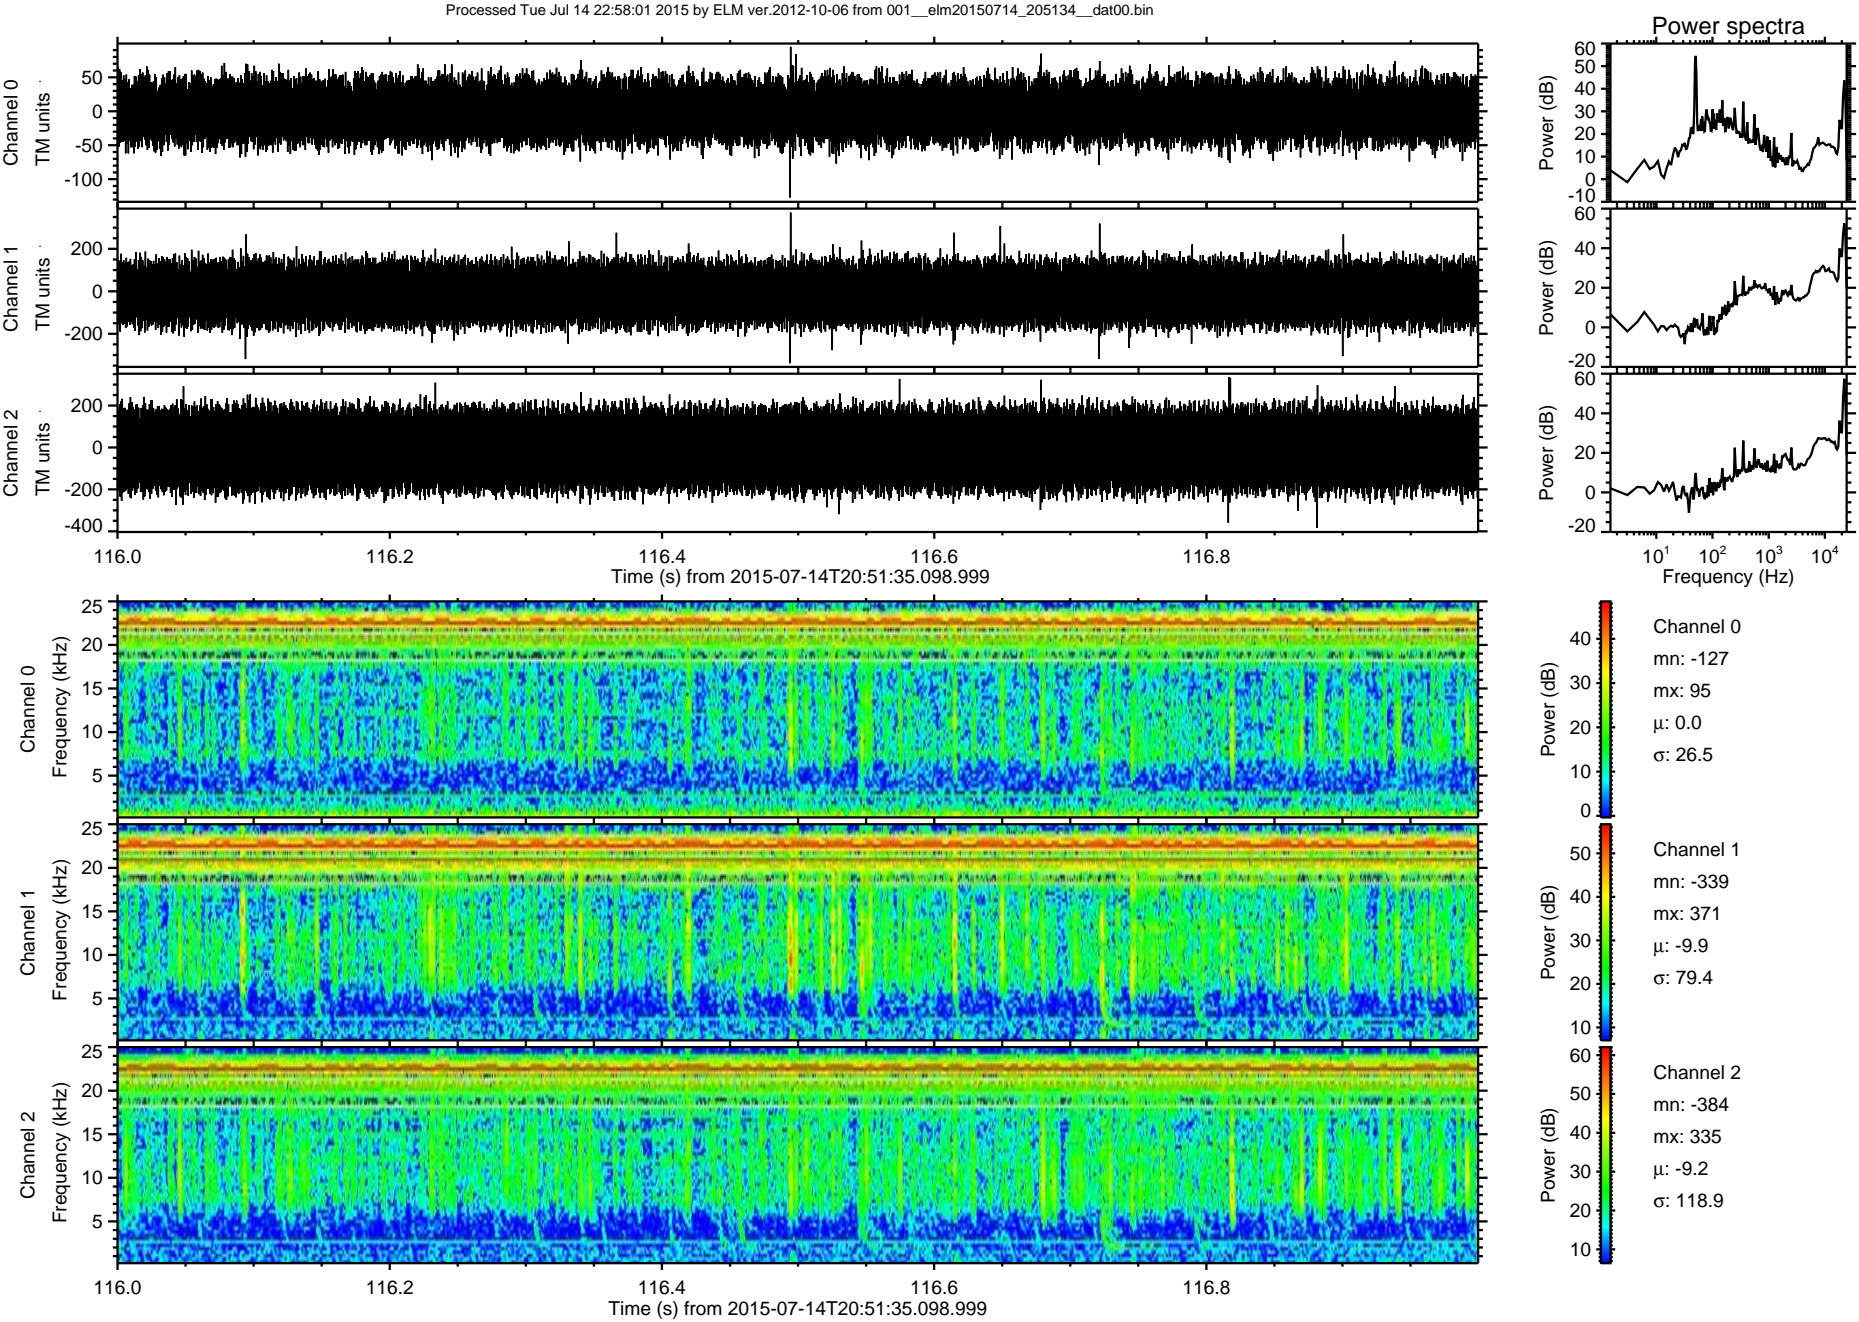 Processed Tue Jul 14 22:58:01 2015 by ELM ver.2012-10-06 from 001__elm20150714_205134__dat00.bin
Power spectra
Channel 0
TM units
50
0
-50
-100
Power (dB)
60
50
40
30
20
10
0
-10
Channel 1
TM units
200
0
-200
Power (dB)
60
40
20
0
-20
Channel 2
TM units
200
0
-200
-400
Power (dB)
60
40
20
0
-20
116.0 116.2 116.4 116.6 116.8
Time (s) from 2015-07-14T20:51:35.098.999
10^1 10^2 10^3 10^4
Frequency (Hz)
Channel 0
Frequency (kHz)
25
20
15
10
5
Power (dB)
40
30
20
10
0
Channel 0
mn: -127
mx: 95
μ: 0.0
σ: 26.5
Channel 1
Frequency (kHz)
25
20
15
10
5
Power (dB)
50
40
30
20
10
Channel 1
mn: -339
mx: 371
μ: -9.9
σ: 79.4
Channel 2
Frequency (kHz)
25
20
15
10
5
Power (dB)
60
50
40
30
20
10
Channel 2
mn: -384
mx: 335
μ: -9.2
σ: 118.9
116.0 116.2 116.4 116.6 116.8
Time (s) from 2015-07-14T20:51:35.098.999